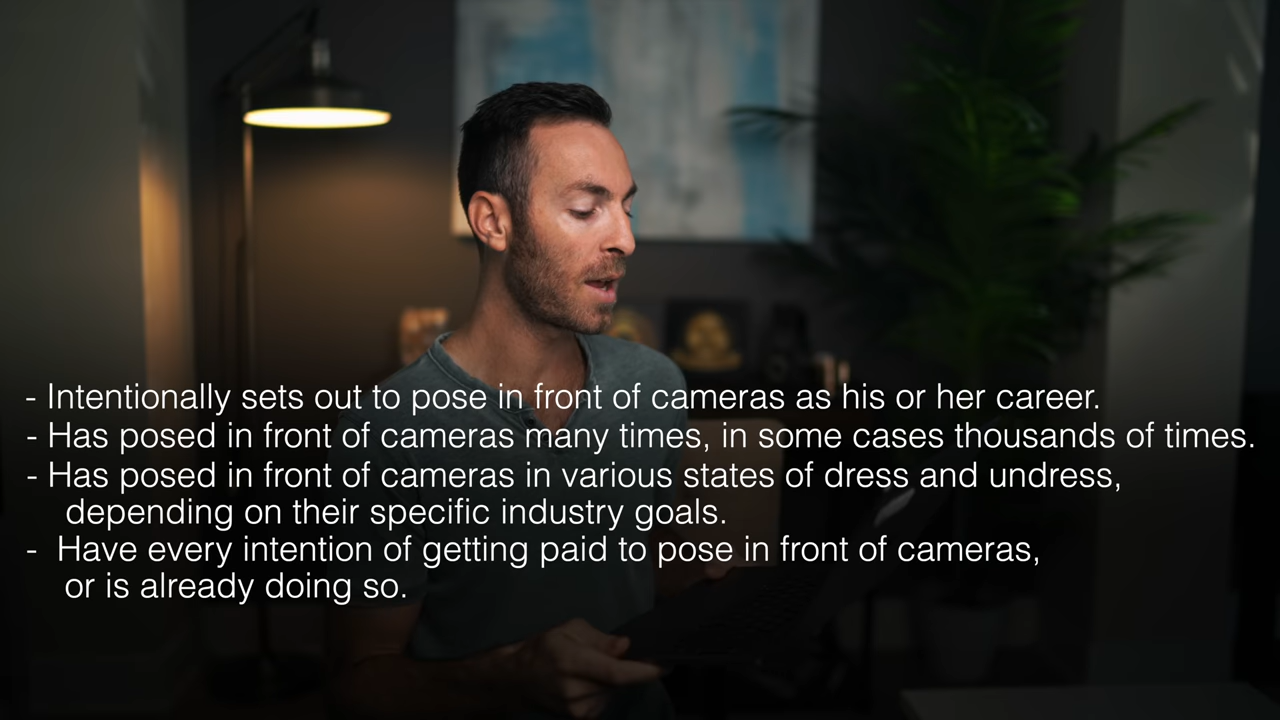 - Intentionally sets out to pose in front of cameras as his or her career.
- Has posed in front of cameras many times, in some cases thousands of times.
- Has posed in front of cameras in various states of dress and undress,
depending on their specific industry goals.
- Have every intention of getting paid to pose in front of cameras,
or is already doing so.